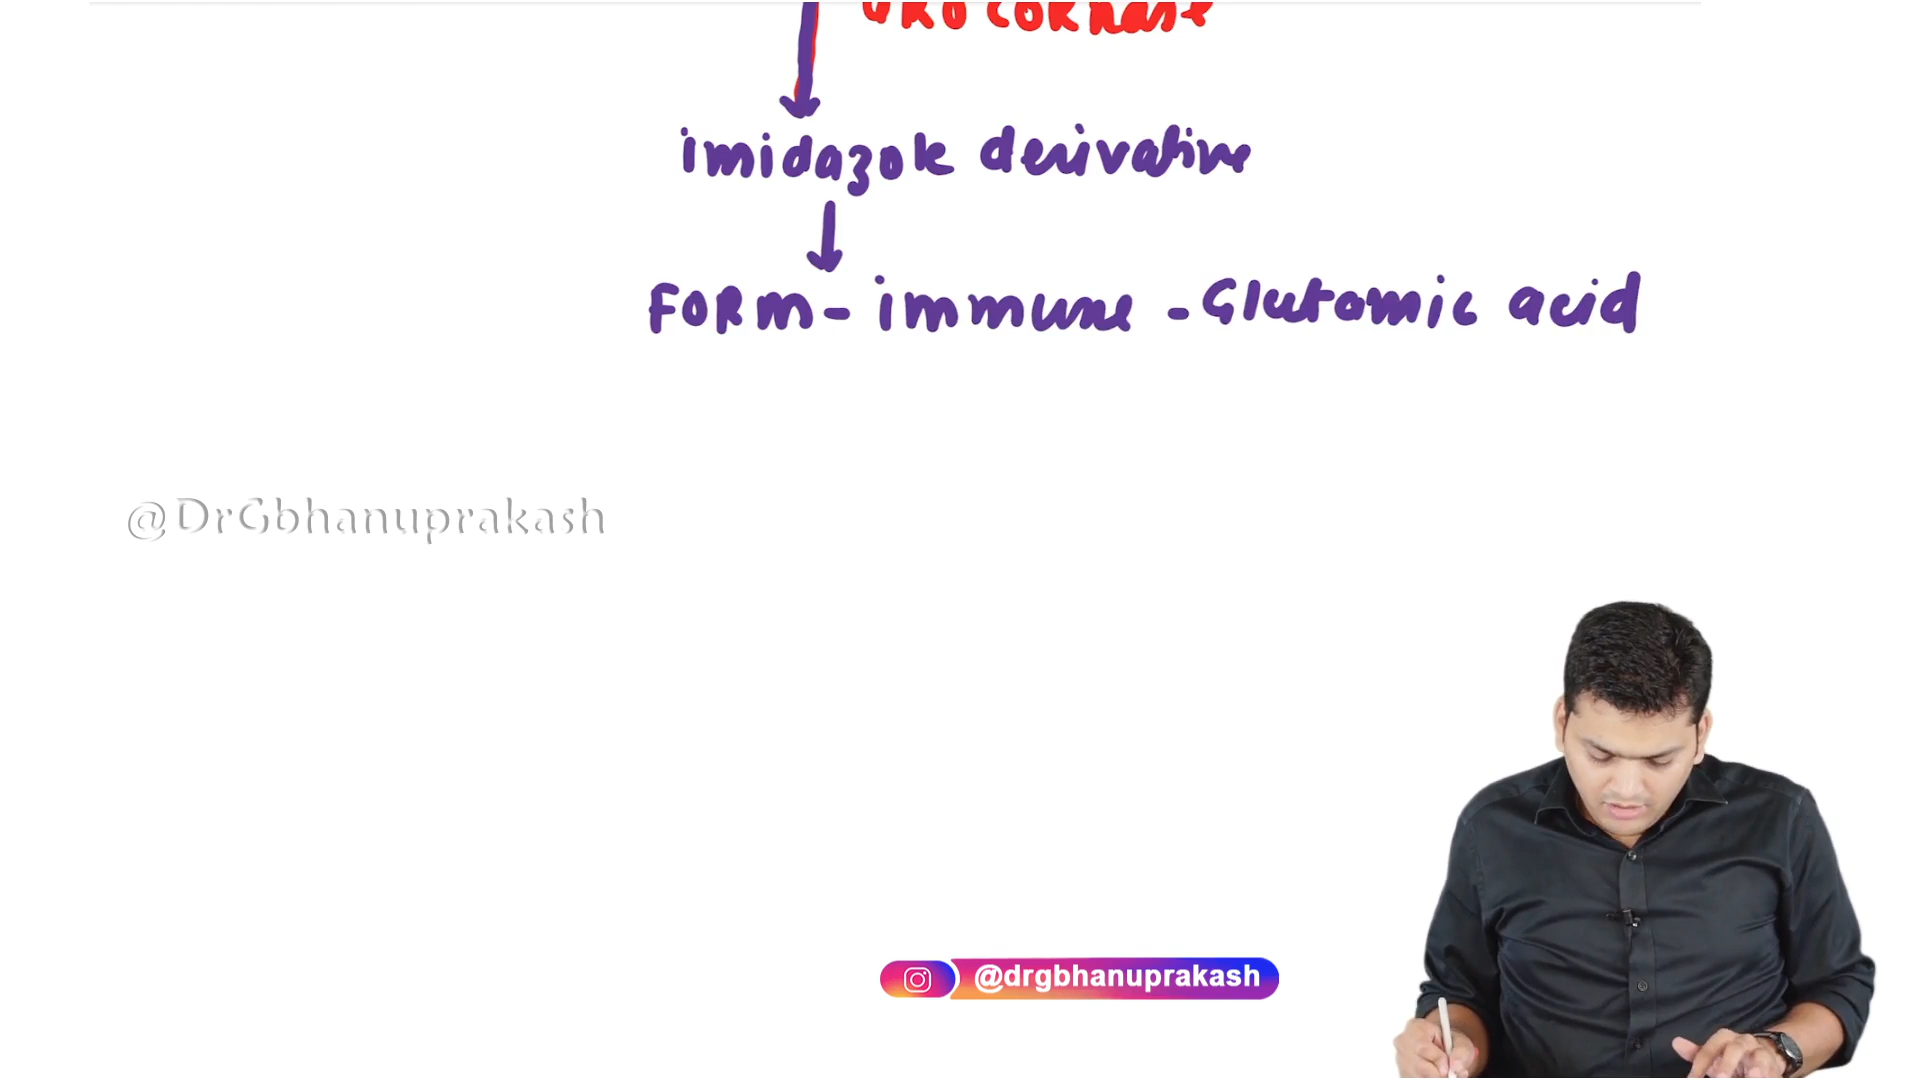 imidazole derivative
FORM - immune - Glutamic acid
@DrGbhanuprakash
@drgbhanuprakash